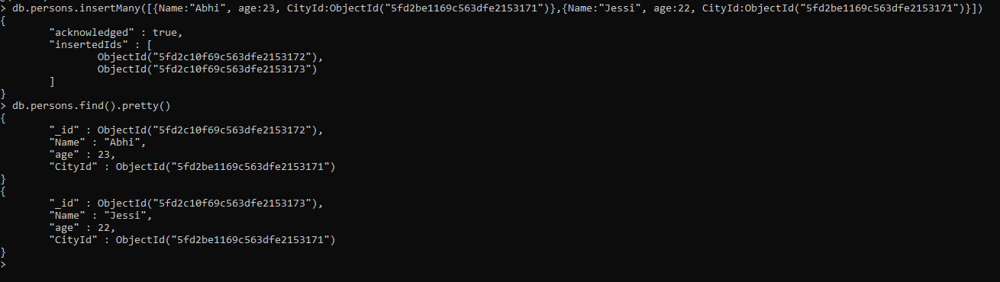 > db.persons.insertMany([{Name:"Abhi", age:23, CityId:ObjectId("5fd2be1169c563dfe2153171")},{Name:"Jessi", age:22, CityId:ObjectId("5fd2be1169c563dfe2153171")}])
{
        "acknowledged" : true,
        "insertedIds" : [
                ObjectId("5fd2c10f69c563dfe2153172"),
                ObjectId("5fd2c10f69c563dfe2153173")
        ]
}
> db.persons.find().pretty()
{
        "_id" : ObjectId("5fd2c10f69c563dfe2153172"),
        "Name" : "Abhi",
        "age" : 23,
        "CityId" : ObjectId("5fd2be1169c563dfe2153171")
}
{
        "_id" : ObjectId("5fd2c10f69c563dfe2153173"),
        "Name" : "Jessi",
        "age" : 22,
        "CityId" : ObjectId("5fd2be1169c563dfe2153171")
}
>